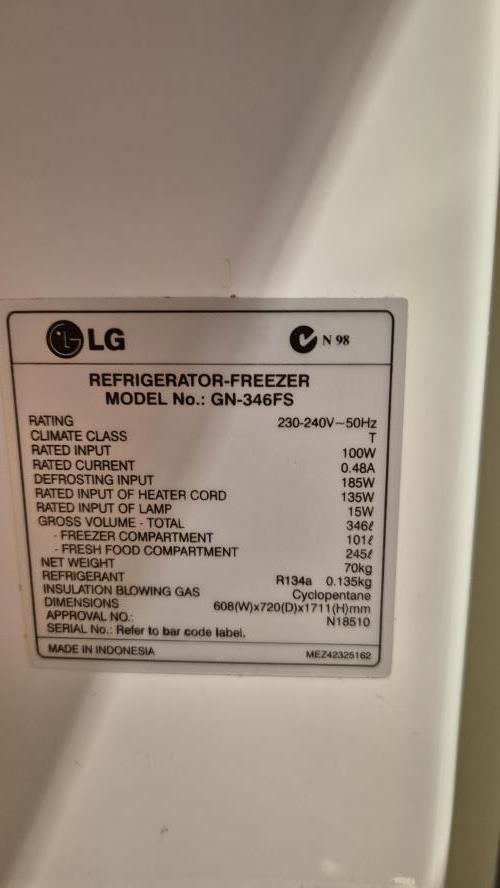 LG N 98
REFRIGERATOR-FREEZER
MODEL No.: GN-346FS
RATING 230-240V~50Hz
CLIMATE CLASS T
RATED INPUT 100W
RATED CURRENT 0.48A
DEFROSTING INPUT 185W
RATED INPUT OF HEATER CORD 135W
RATED INPUT OF LAMP 15W
GROSS VOLUME - TOTAL 346ℓ
- FREEZER COMPARTMENT 101ℓ
- FRESH FOOD COMPARTMENT 245ℓ
NET WEIGHT 70kg
REFRIGERANT R134a 0.135kg
INSULATION BLOWING GAS Cyclopentane
DIMENSIONS 608(W)x720(D)x1711(H)mm
APPROVAL NO.: N18510
SERIAL No.: Refer to bar code label.
MADE IN INDONESIA MEZ42325162